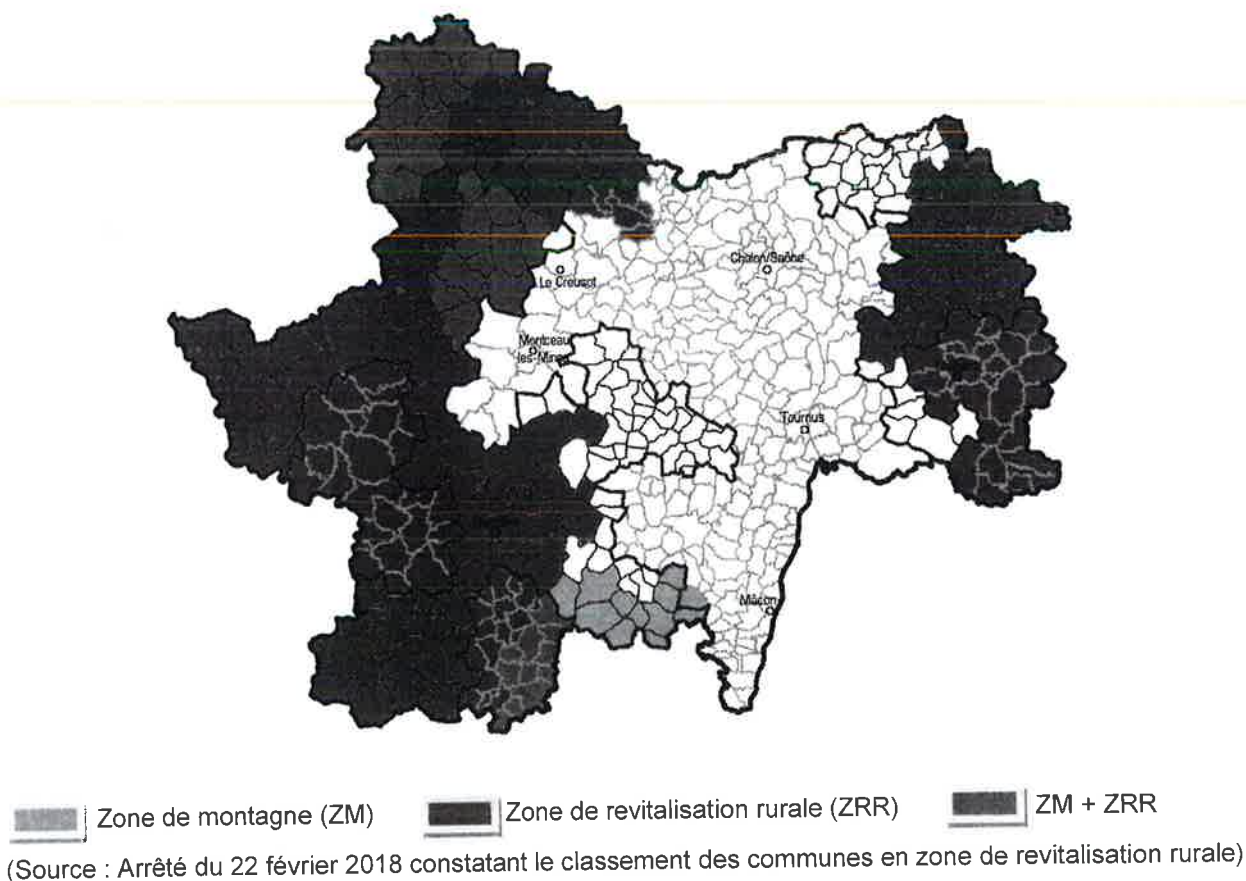 Chalon/Saône
Le Creusot
Montceau
les-Mines
Tournus
Mâcon
Zone de montagne (ZM)
Zone de revitalisation rurale (ZRR)
ZM + ZRR
(Source : Arrêté du 22 février 2018 constatant le classement des communes en zone de revitalisation rurale)